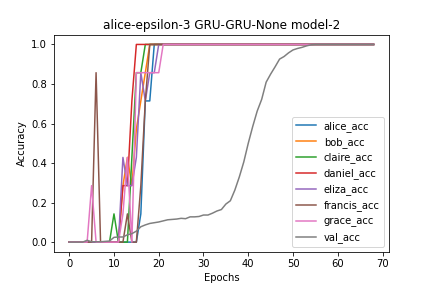 alice-epsilon-3 GRU-GRU-None model-2
Accuracy
1.0
0.8
0.6
0.4
0.2
0.0
alice_acc
bob_acc
claire_acc
daniel_acc
eliza_acc
francis_acc
grace_acc
val_acc
0 10 20 30 40 50 60 70
Epochs